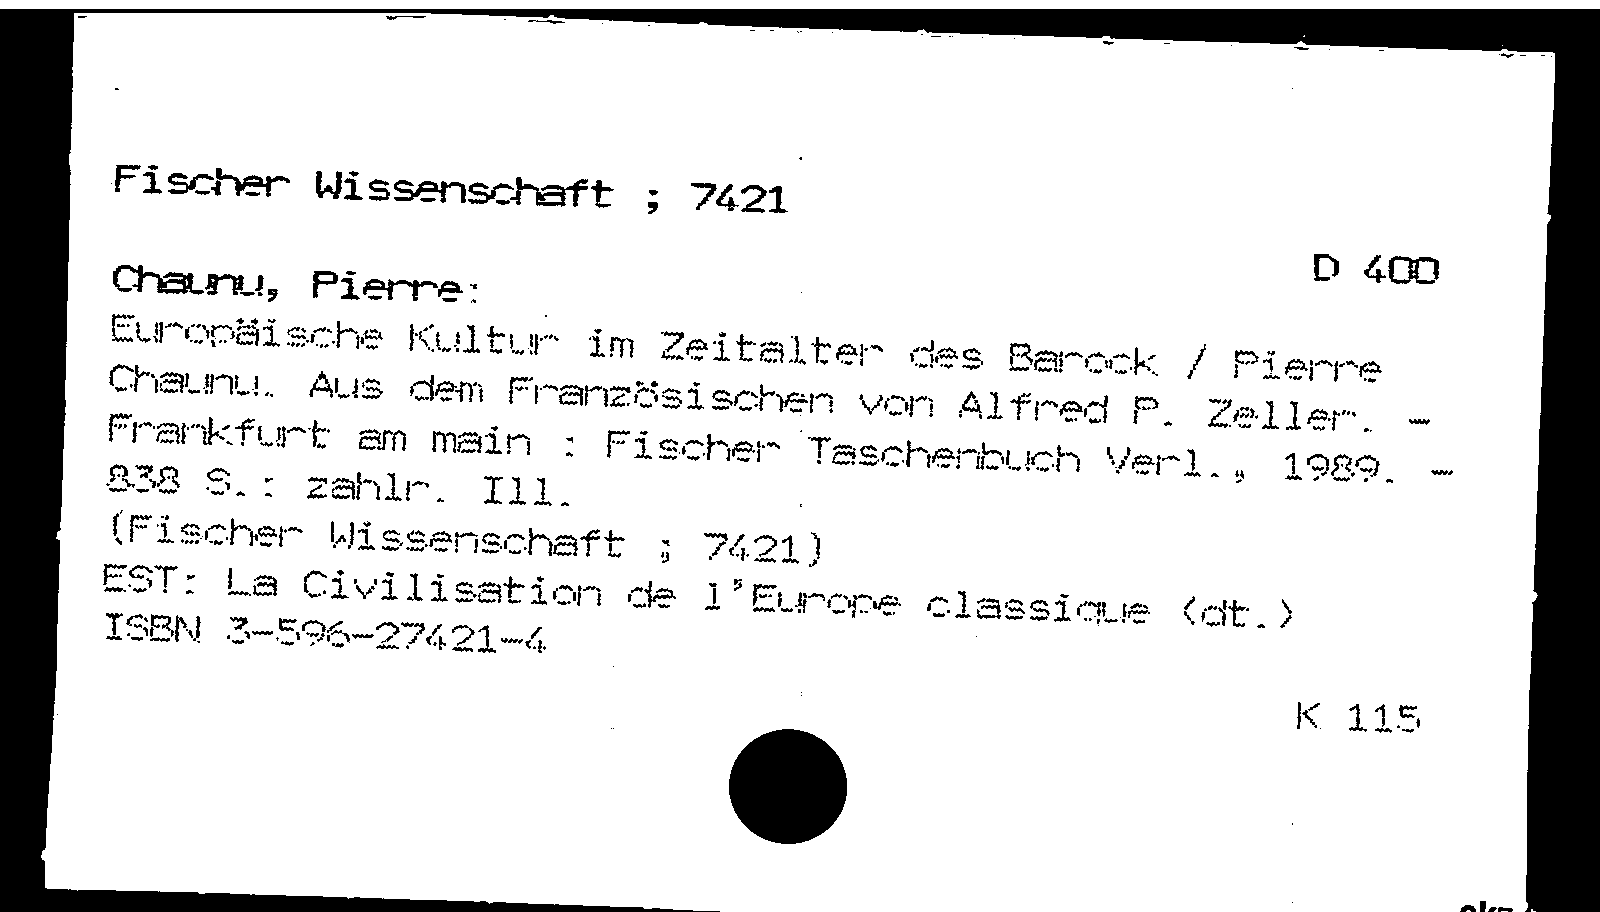 Fischer Wissenschaft ; 7421
D 400
Chaunu, Pierre:
Europäische Kultur im Zeitalter des Barock / Pierre
Chaunu. Aus dem Französischen von Alfred P. Zeller. -
Frankfurt am main : Fischer Taschenbuch Verl., 1989. -
838 S.: zahlr. Ill.
(Fischer Wissenschaft ; 7421)
EST: La Civilisation de l'Europe classique (dt.)
ISBN 3-596-27421-4
K 115